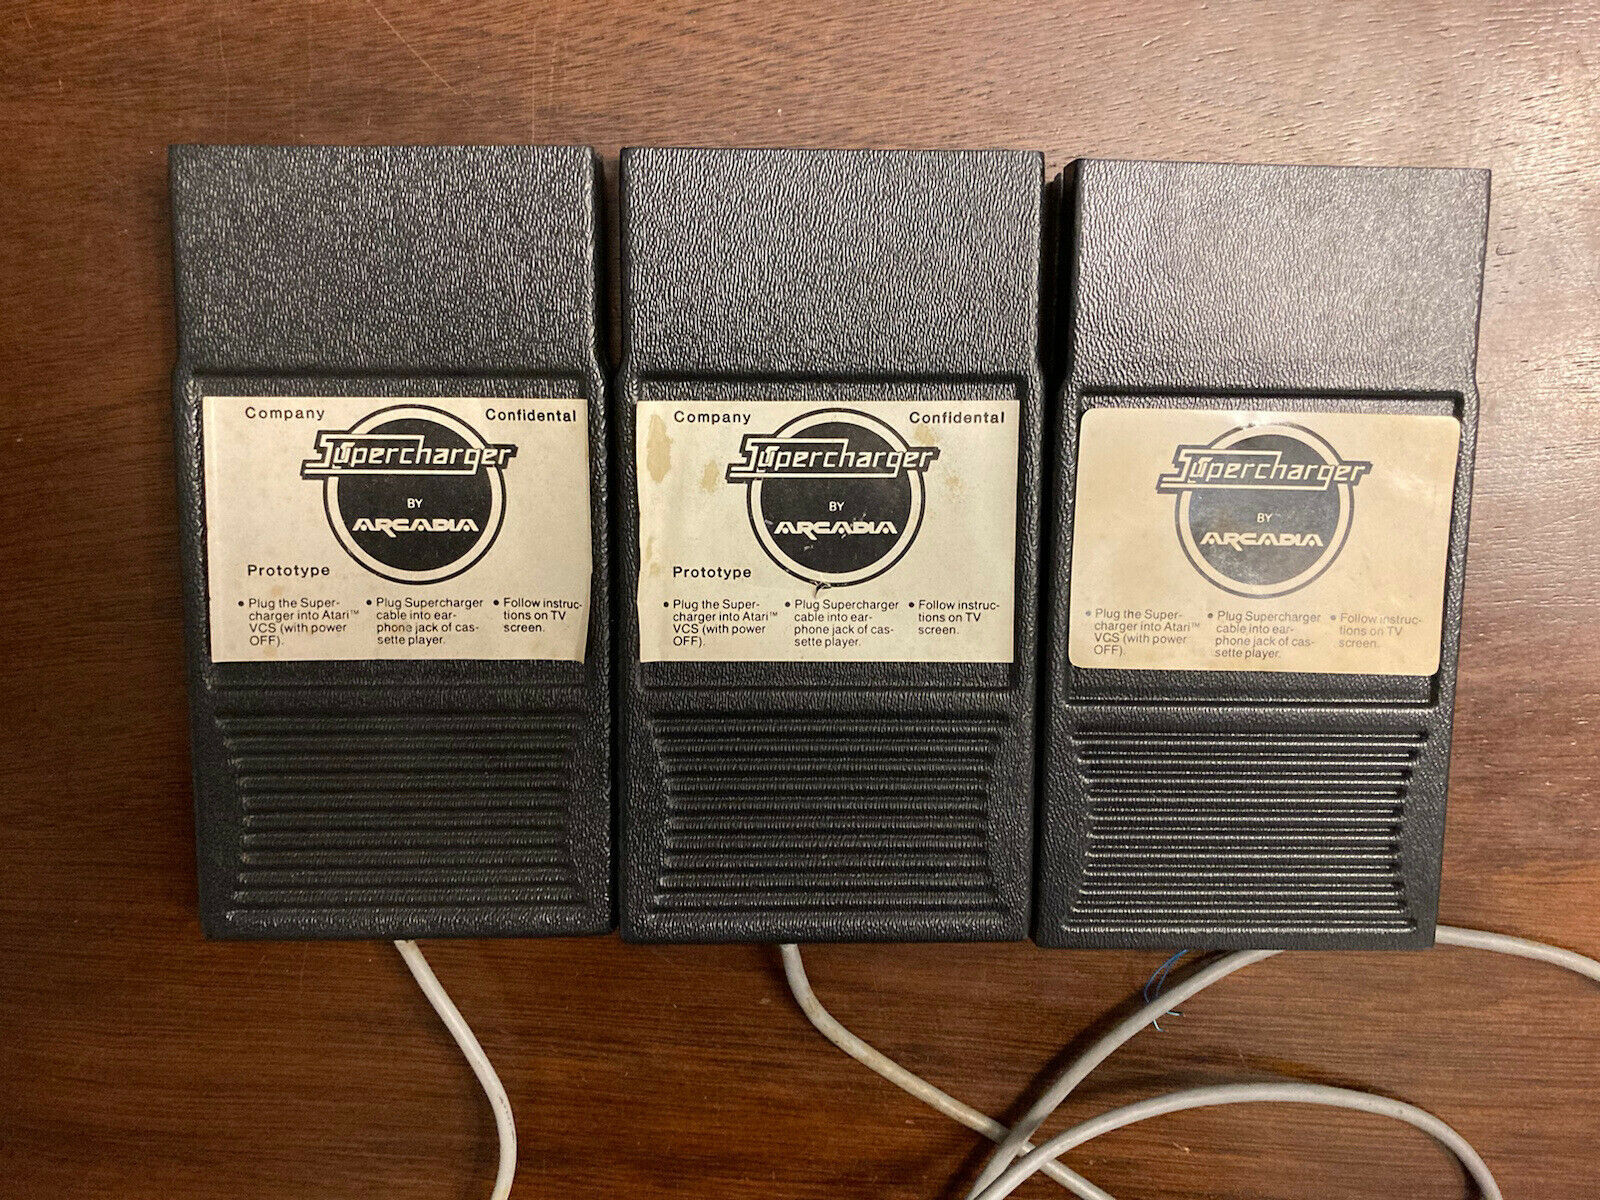 Company Confidental
Supercharger
BY
ARCADIA
Prototype
• Plug the Super-
charger into Atari™
VCS (with power
OFF).
• Plug Supercharger
cable into ear-
phone jack of cas-
sette player.
• Follow instruc-
tions on TV
screen.
Company Confidental
Supercharger
BY
ARCADIA
Prototype
• Plug the Super-
charger into Atari™
VCS (with power
OFF).
• Plug Supercharger
cable into ear-
phone jack of cas-
sette player.
• Follow instruc-
tions on TV
screen.
Supercharger
BY
ARCADIA
• Plug the Super-
charger into Atari™
VCS (with power
OFF).
• Plug Supercharger
cable into ear-
phone jack of cas-
sette player.
• Follow instruc-
tions on TV
screen.